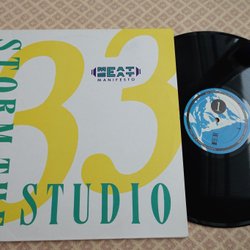 MEAT BEAT
MANIFESTO
33
STORM THE
STUDIO